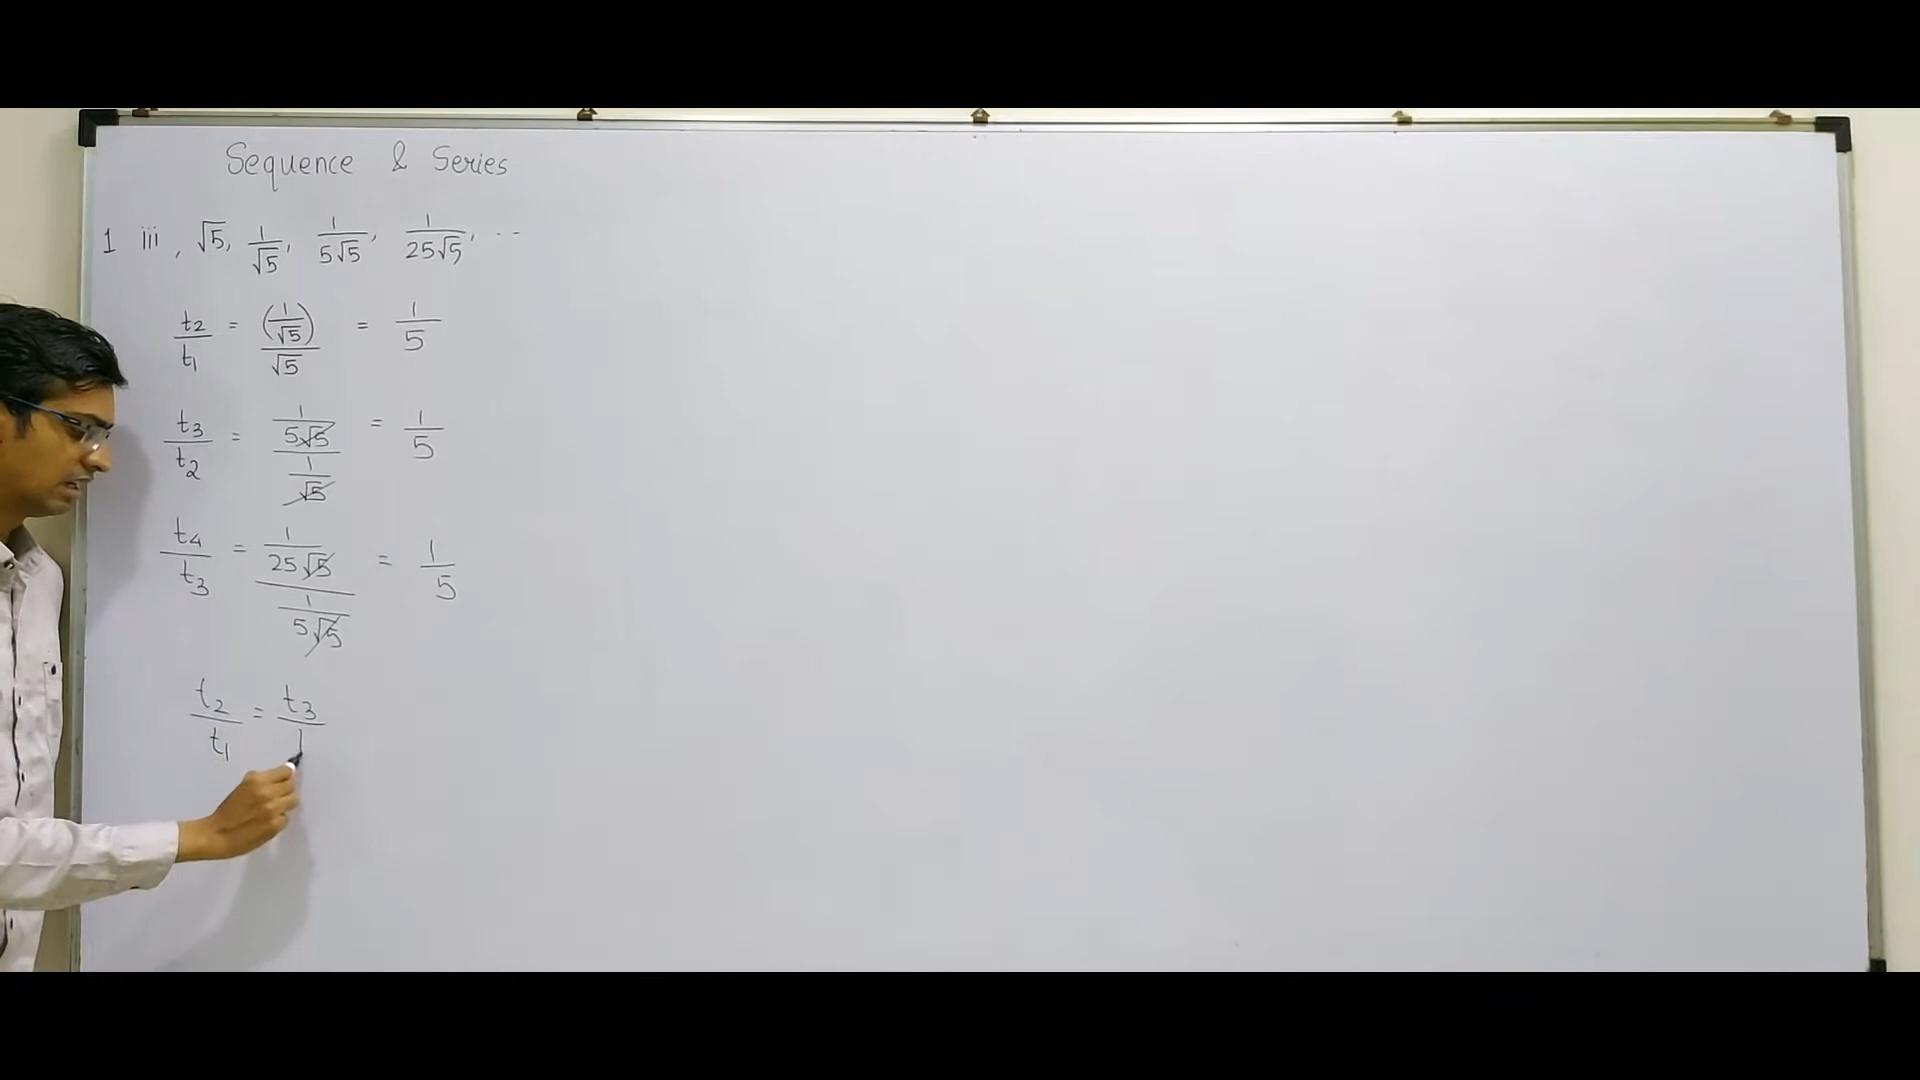 Sequence & Series
1 iii, √5, 1/√5, 1/5√5, 1/25√5, ...
t2/t1 = (1/√5)/√5 = 1/5
t3/t2 = (1/5√5)/(1/√5) = 1/5
t4/t3 = (1/25√5)/(1/5√5) = 1/5
t2/t1 = t3/